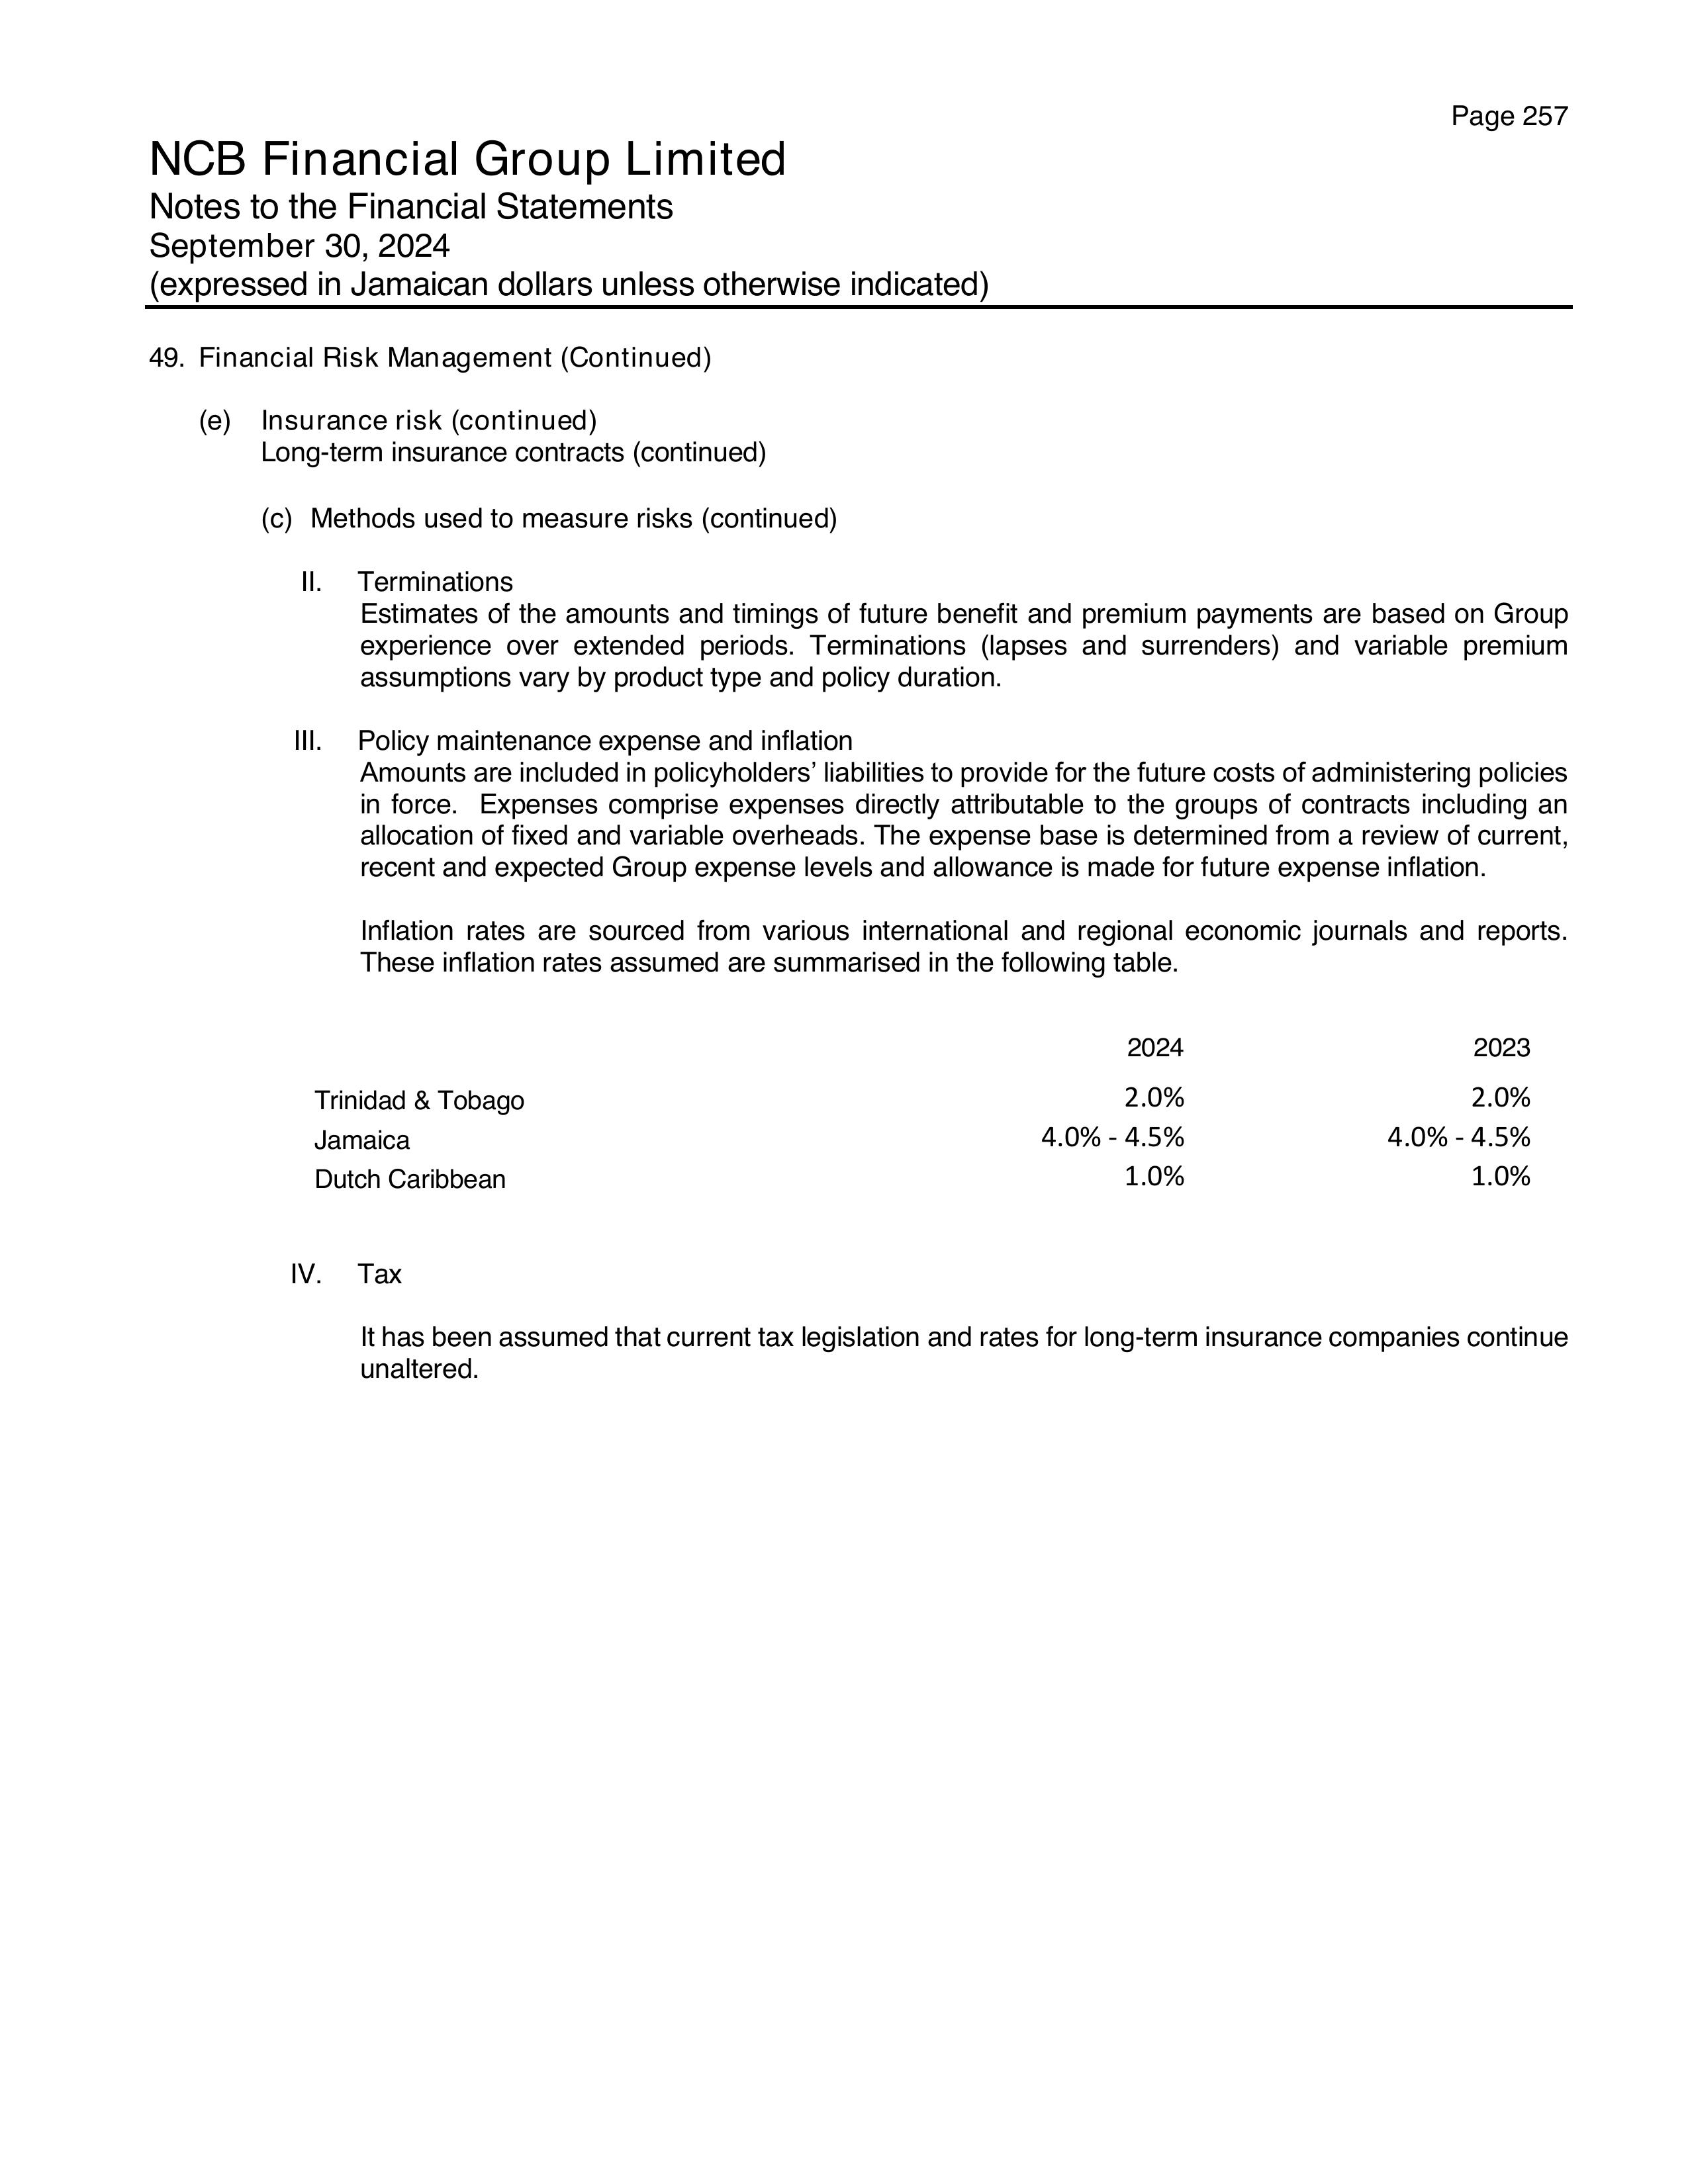 Page 257
NCB Financial Group Limited
Notes to the Financial Statements
September 30, 2024
(expressed in Jamaican dollars unless otherwise indicated)
49. Financial Risk Management (Continued)
(e) Insurance risk (continued)
Long-term insurance contracts (continued)
(c) Methods used to measure risks (continued)
II. Terminations
Estimates of the amounts and timings of future benefit and premium payments are based on Group
experience over extended periods. Terminations (lapses and surrenders) and variable premium
assumptions vary by product type and policy duration.
III. Policy maintenance expense and inflation
Amounts are included in policyholders’ liabilities to provide for the future costs of administering policies
in force.  Expenses comprise expenses directly attributable to the groups of contracts including an
allocation of fixed and variable overheads. The expense base is determined from a review of current,
recent and expected Group expense levels and allowance is made for future expense inflation.
Inflation rates are sourced from various international and regional economic journals and reports.
These inflation rates assumed are summarised in the following table.
2024 2023
Trinidad & Tobago 2.0% 2.0%
Jamaica 4.0% - 4.5% 4.0% - 4.5%
Dutch Caribbean 1.0% 1.0%
IV. Tax
It has been assumed that current tax legislation and rates for long-term insurance companies continue
unaltered.